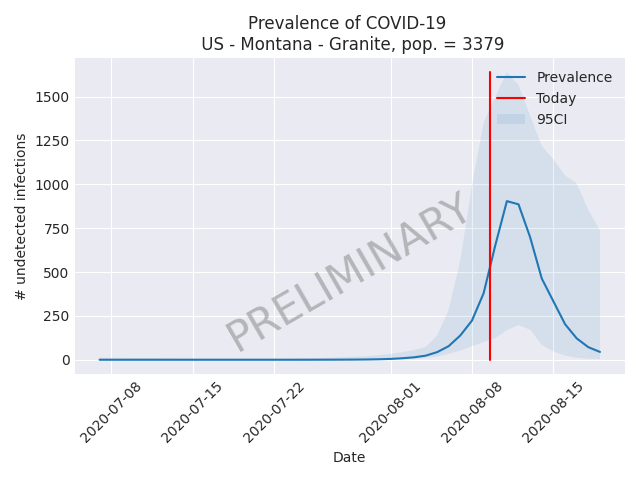 Prevalence of COVID-19
US - Montana - Granite, pop. = 3379
Prevalence
Today
95CI
# undetected infections
1500
1250
1000
750
500
250
0
PRELIMINARY
2020-07-08
2020-07-15
2020-07-22
2020-08-01
2020-08-08
2020-08-15
Date